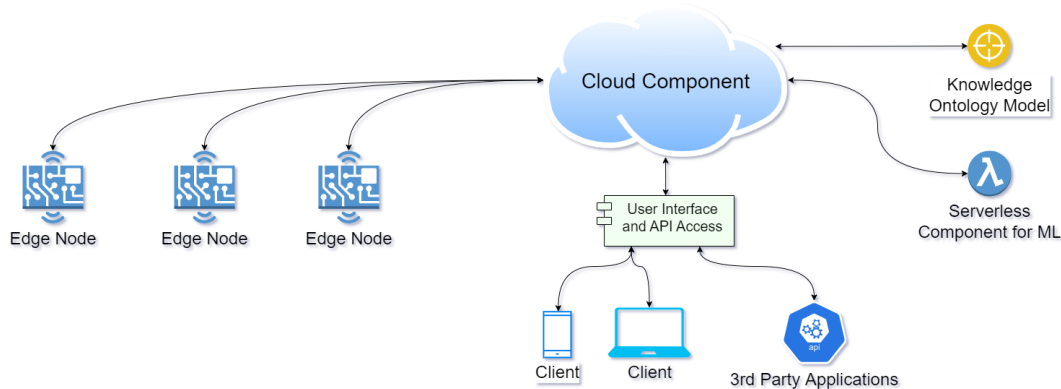 Cloud Component
Knowledge
Ontology Model
Edge Node
Edge Node
Edge Node
User Interface
and API Access
Serverless
Component for ML
Client
Client
api
3rd Party Applications